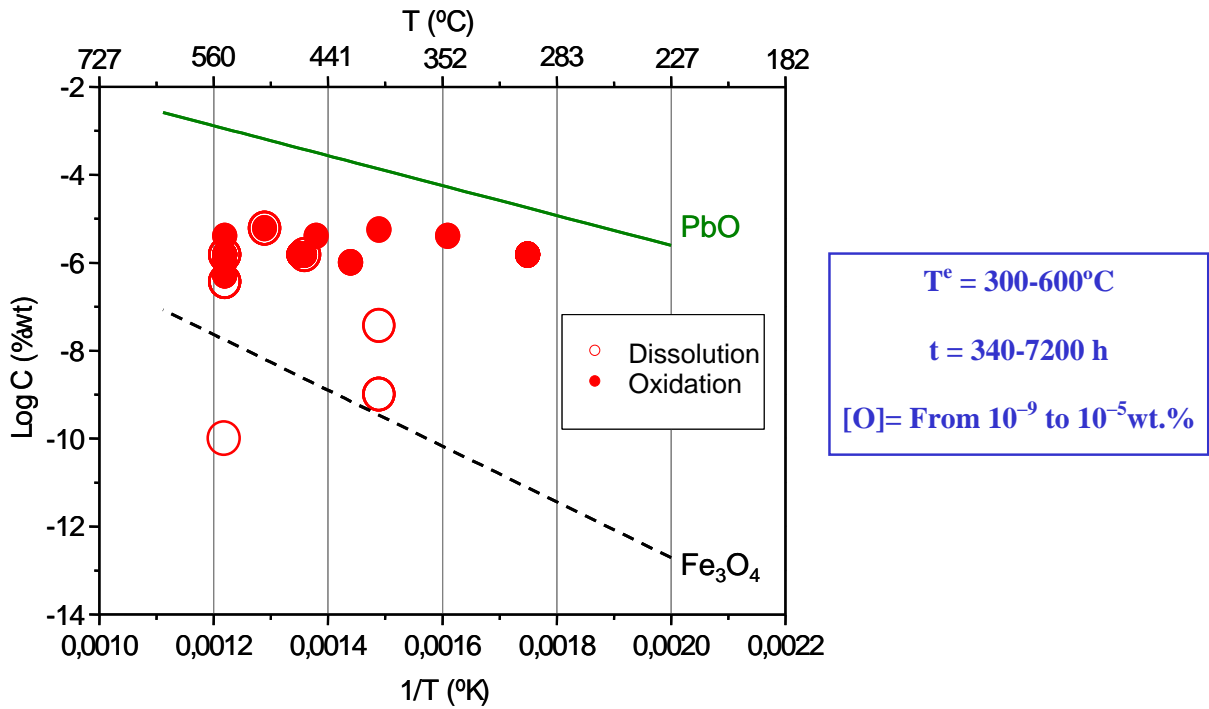 T (ºC)
727 560 441 352 283 227 182
-2
-4
-6
-8
-10
-12
-14
Log C (%wt)
PbO
Dissolution
Oxidation
Fe₃O₄
0,0010 0,0012 0,0014 0,0016 0,0018 0,0020 0,0022
1/T (ºK)
Tᵉ = 300-600ºC
t = 340-7200 h
[O]= From 10⁻⁹ to 10⁻⁵wt.%